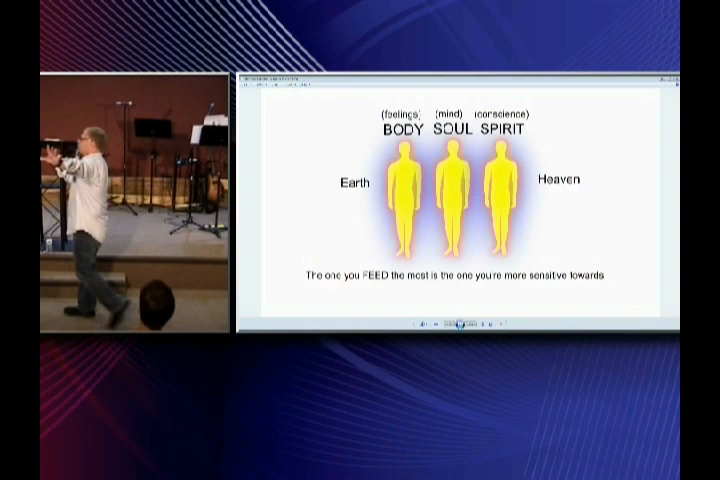 (feelings) (mind) (conscience)
BODY SOUL SPIRIT
Earth
Heaven
The one you FEED the most is the one you're more sensitive towards